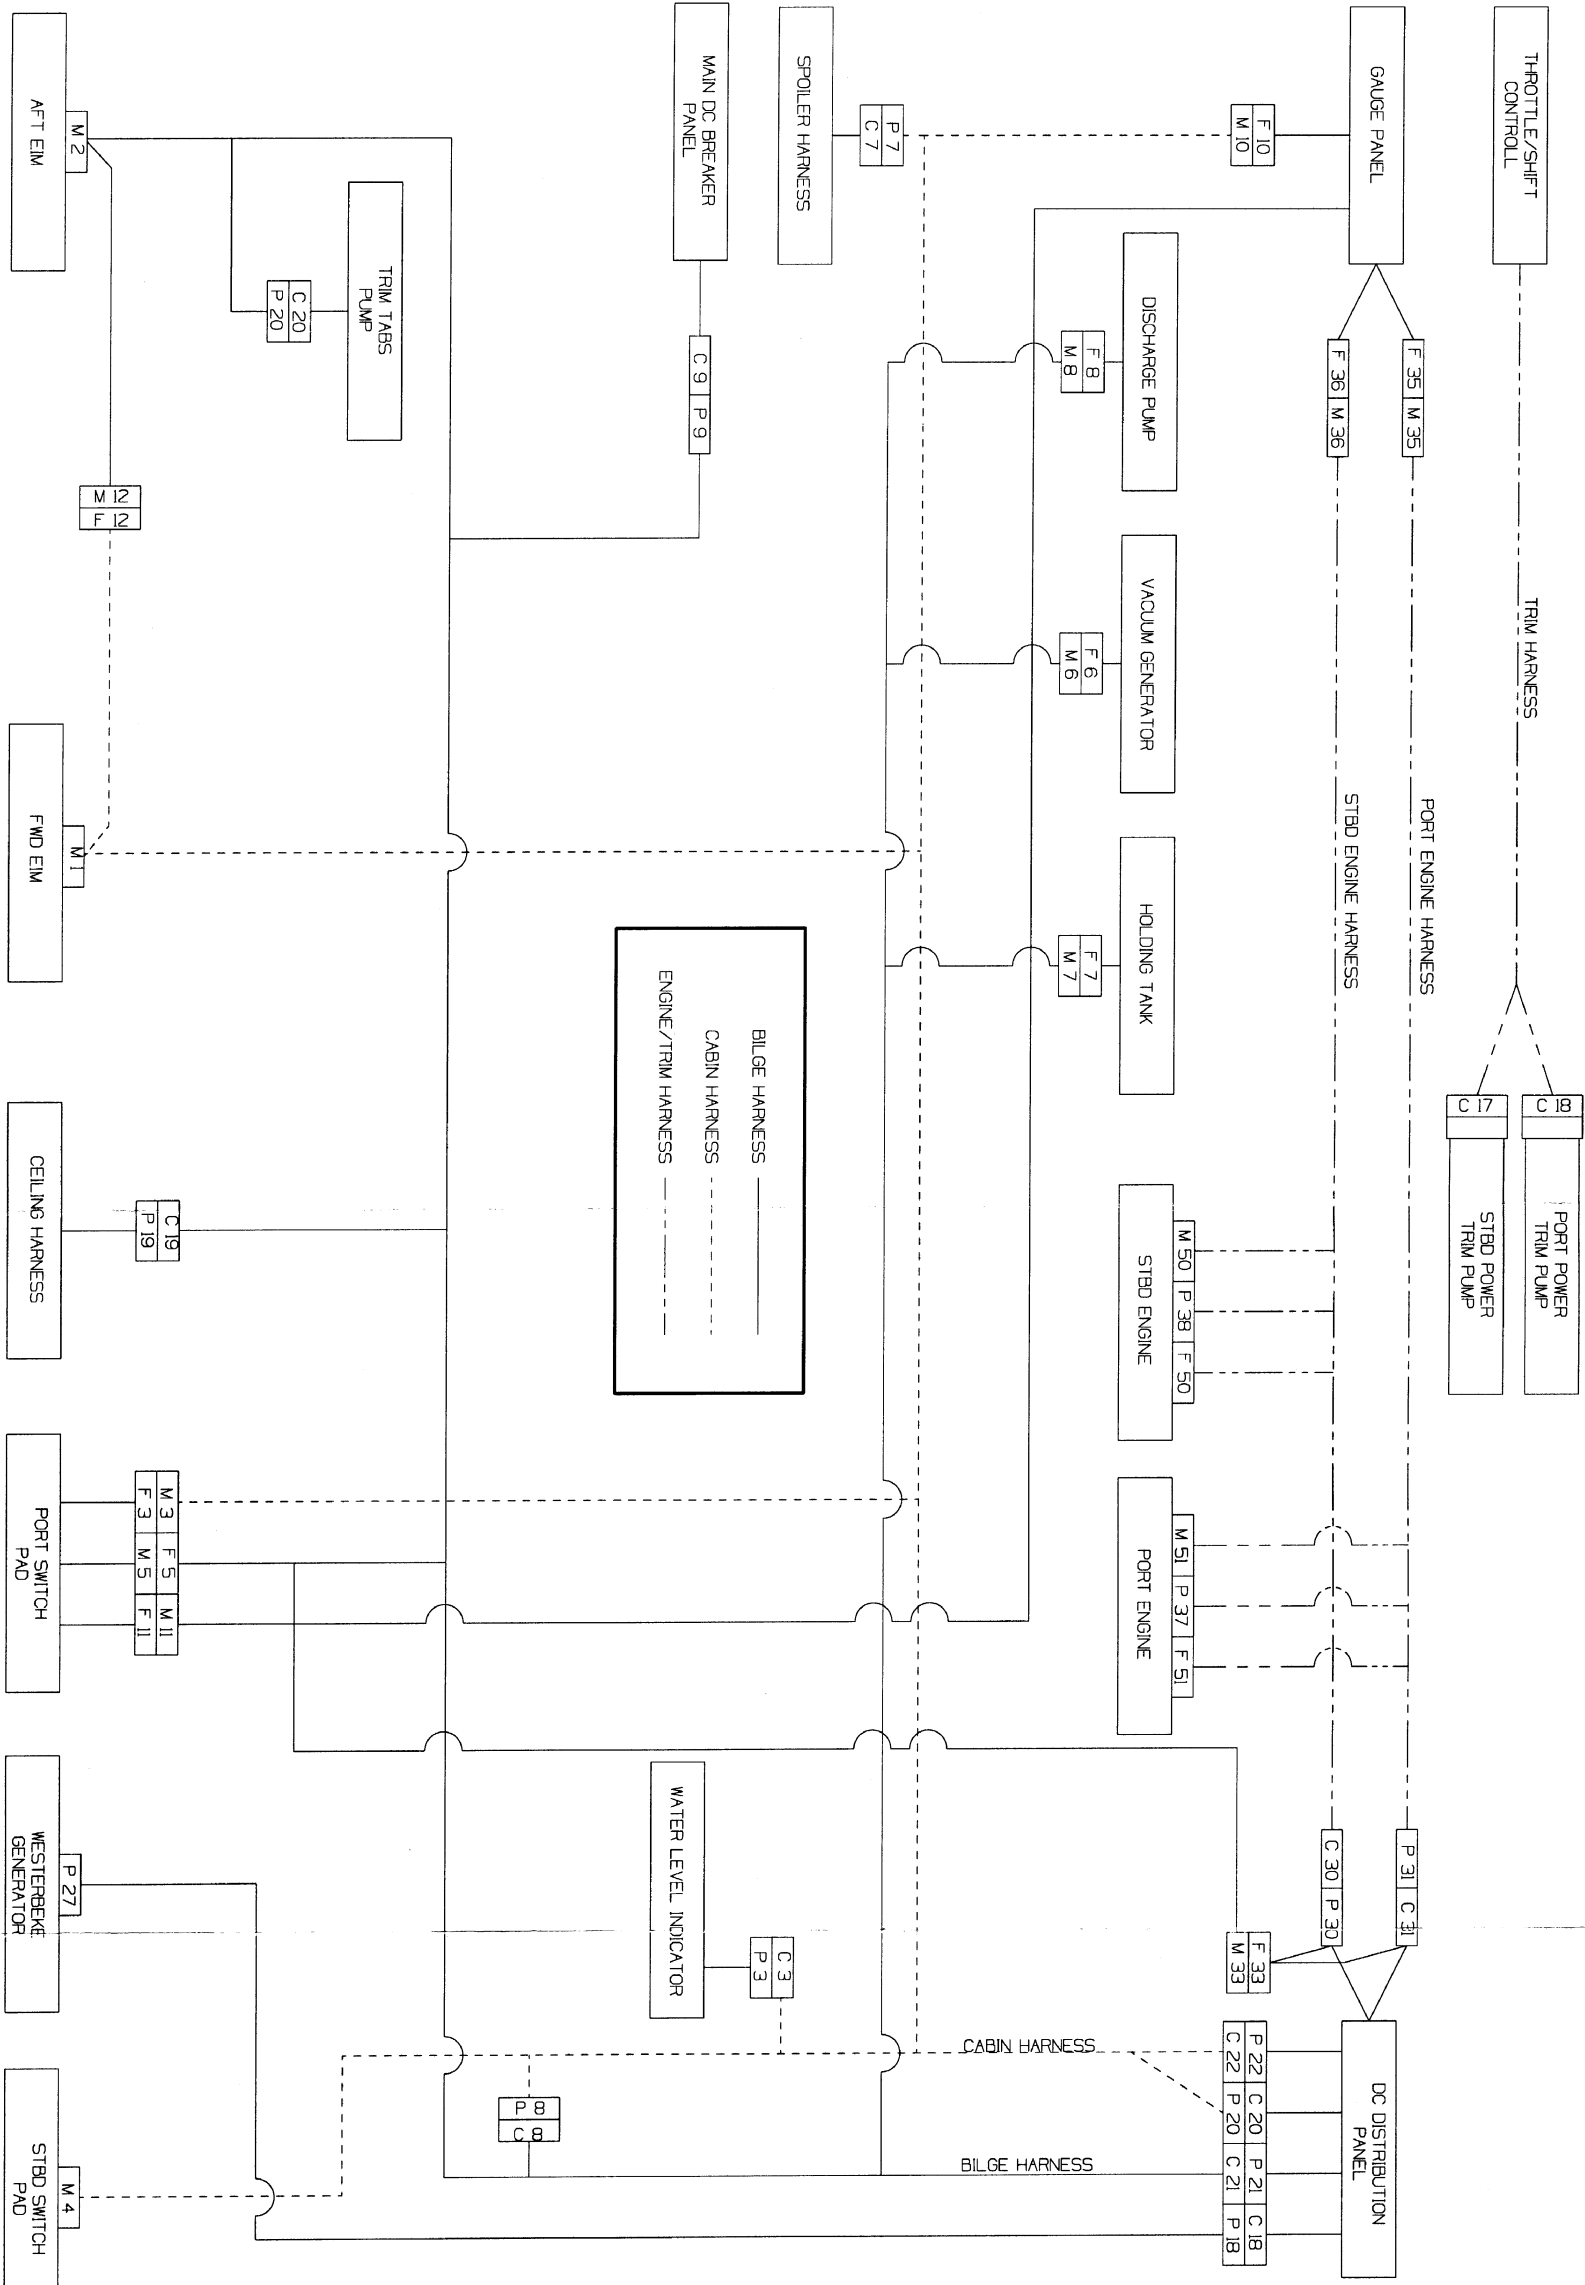 THROTTLE/SHIFT
CONTROLL
TRIM HARNESS
C 18
PORT POWER
TRIM PUMP
C 17
STBD POWER
TRIM PUMP
GAUGE PANEL
F 35
M 35
F 36
M 36
PORT ENGINE HARNESS
STBD ENGINE HARNESS
P 31
C 31
C 30
P 30
F 33
M 33
DC DISTRIBUTION
PANEL
P 22
C 20
P 21
C 18
C 22
P 20
C 21
P 18
CABIN HARNESS
BILGE HARNESS
F 10
M 10
DISCHARGE PUMP
F 8
M 8
VACUUM GENERATOR
F 6
M 6
HOLDING TANK
F 7
M 7
STBD ENGINE
M 50
P 38
F 50
PORT ENGINE
M 51
P 37
F 51
SPOILER HARNESS
P 7
C 7
MAIN DC BREAKER
PANEL
C 9
P 9
BILGE HARNESS
CABIN HARNESS
ENGINE/TRIM HARNESS
WATER LEVEL INDICATOR
C 3
P 3
P 8
C 8
TRIM TABS
PUMP
C 20
P 20
M 2
AFT EIM
M 12
F 12
M 1
FWD EIM
C 19
P 19
CEILING HARNESS
M 3
F 5
M 11
F 3
M 5
F 11
PORT SWITCH
PAD
P 27
WESTERBEKE
GENERATOR
M 4
STBD SWITCH
PAD